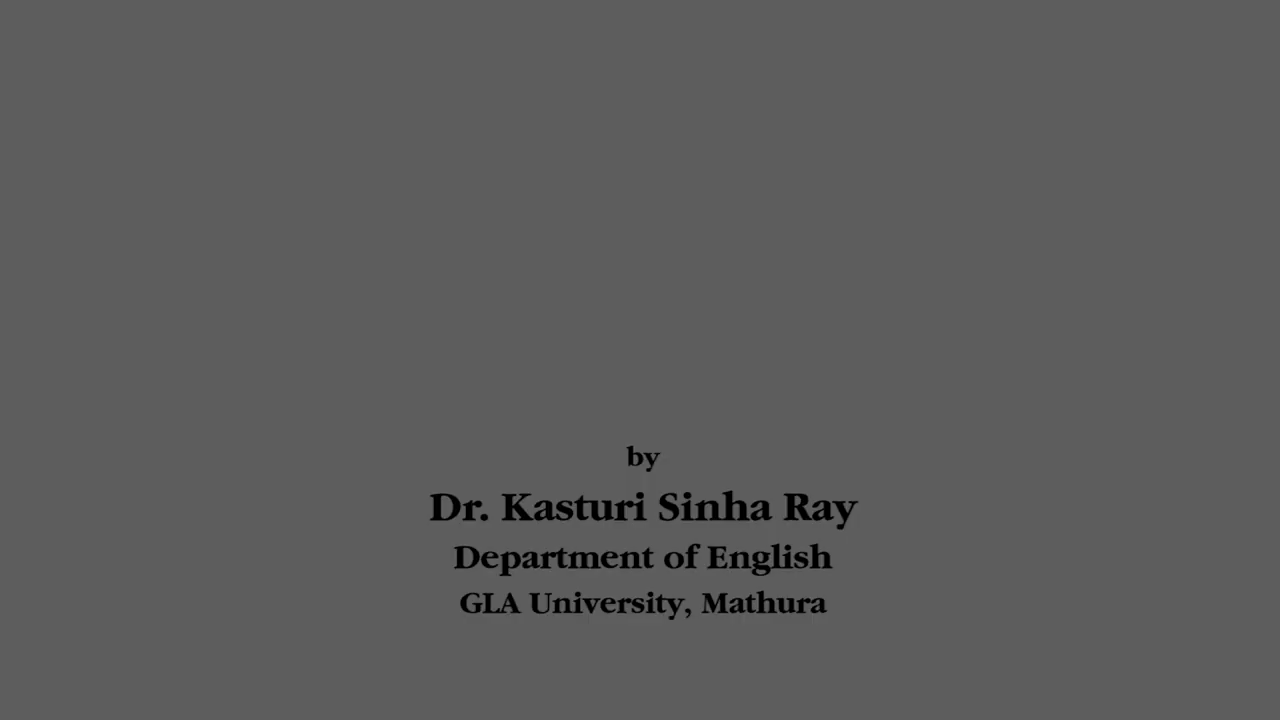 by
Dr. Kasturi Sinha Ray
Department of English
GLA University, Mathura